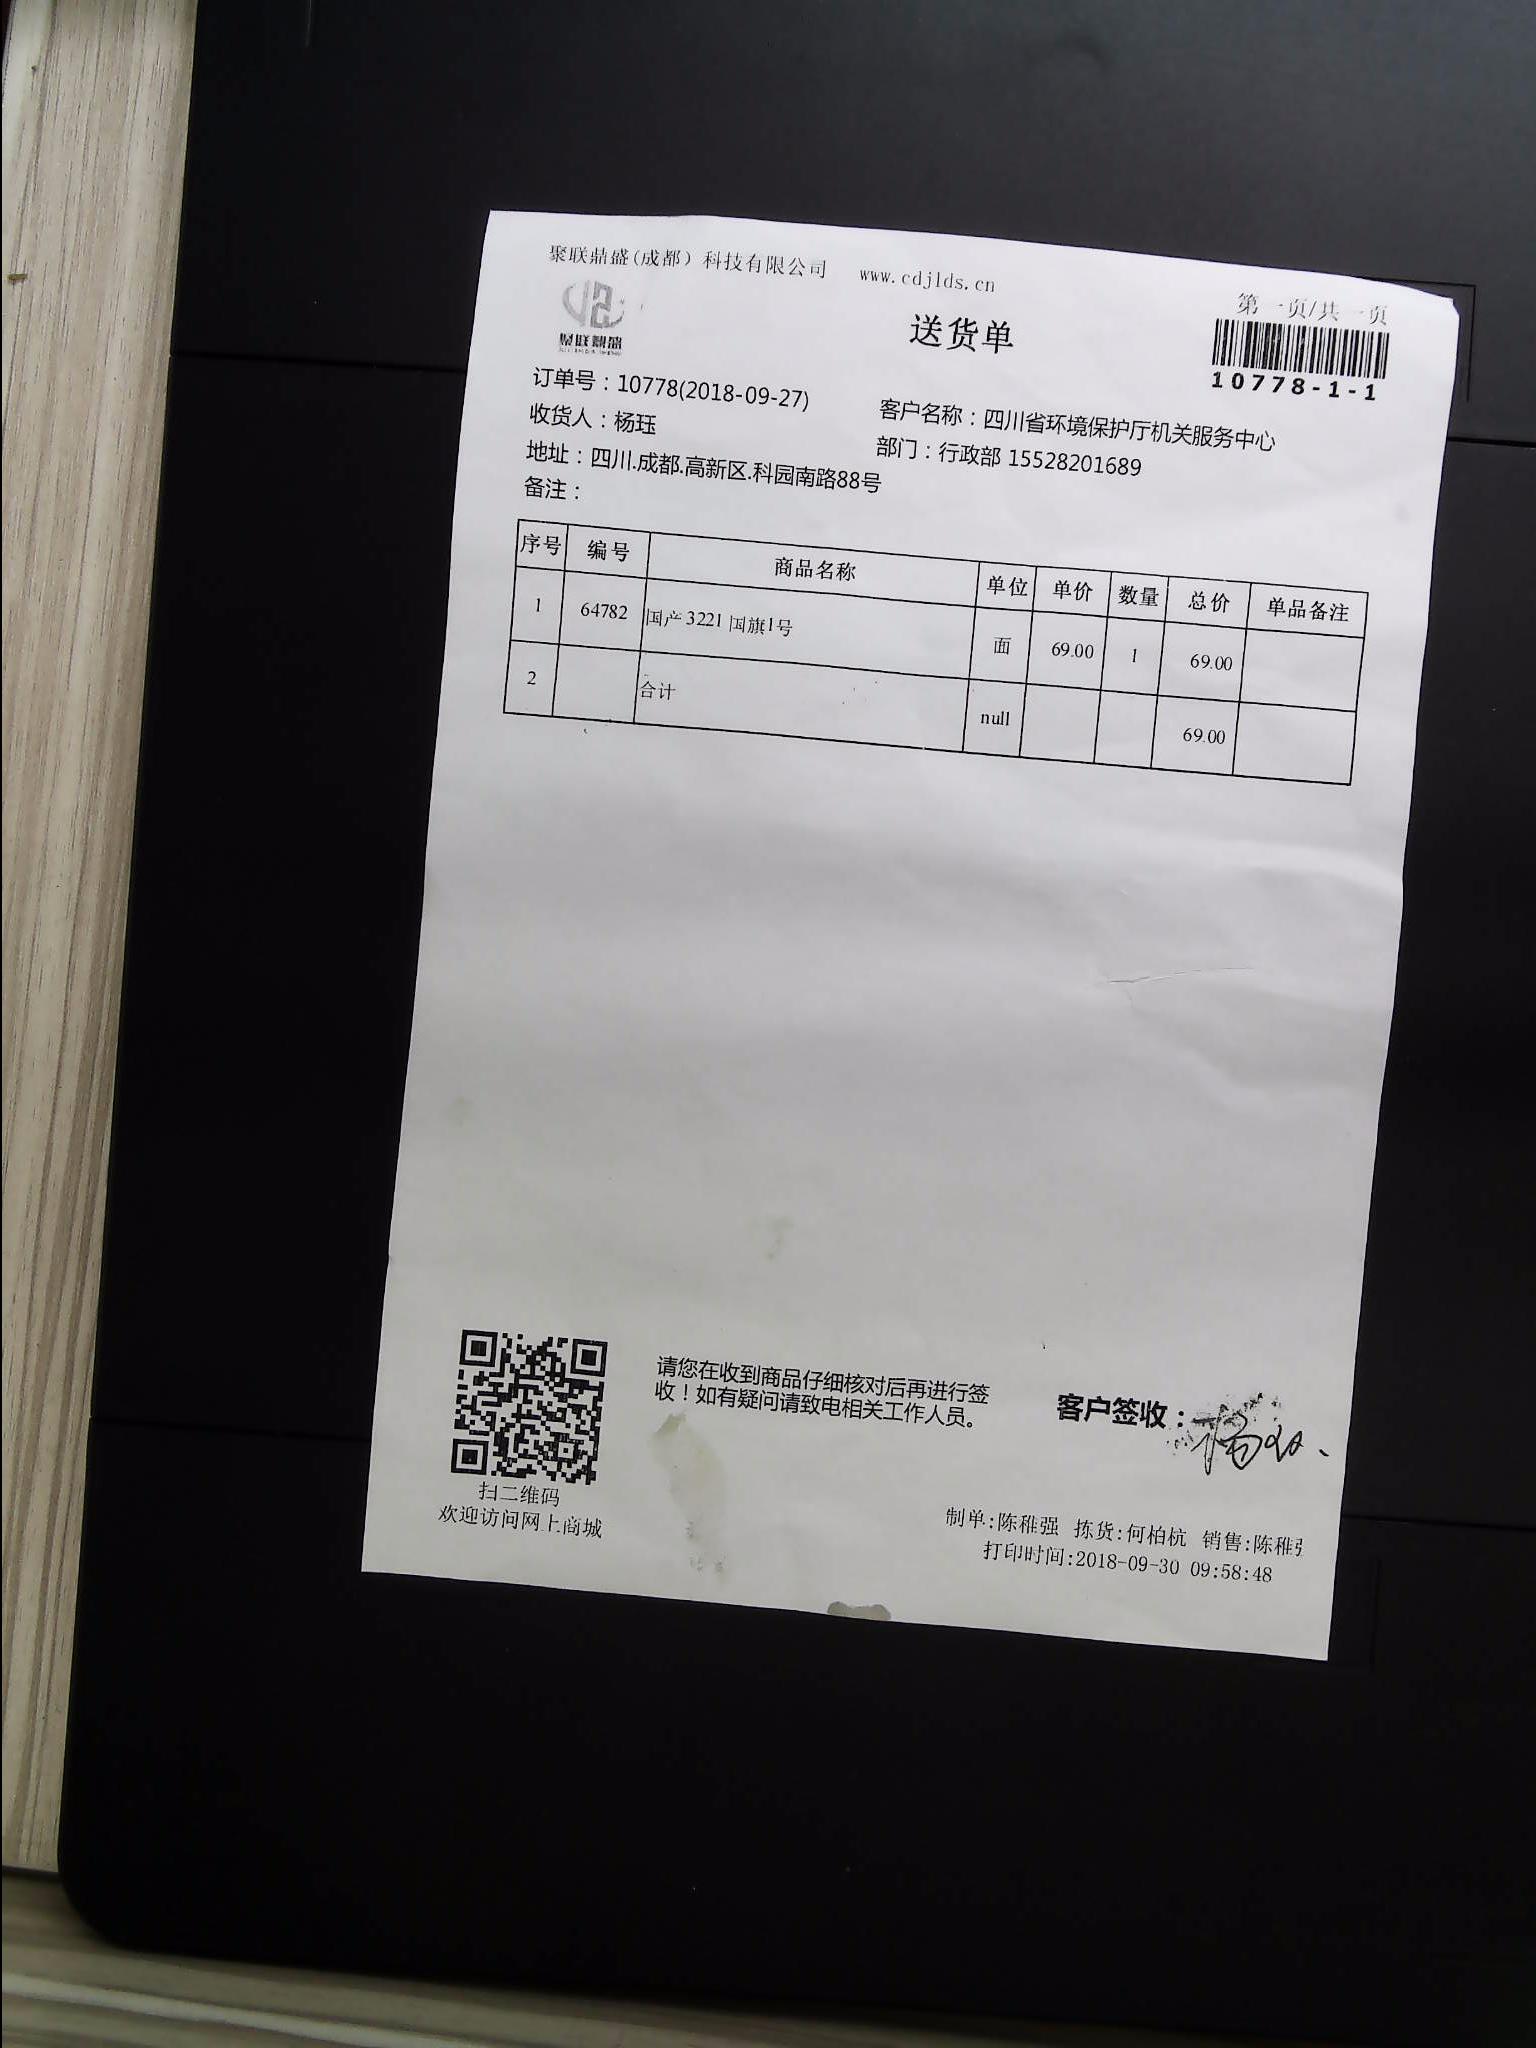 聚联鼎盛(成都）科技有限公司 www.cdjlds.cn
第一页/共一页
聚联鼎盛
送货单
10778-1-1
订单号：10778(2018-09-27)
客户名称：四川省环境保护厅机关服务中心
收货人：杨珏
部门：行政部 15528201689
地址：四川.成都.高新区.科园南路88号
备注：
序号 编号 商品名称 单位 单价 数量 总价 单品备注
1 64782 国产 3221 国旗1号 面 69.00 1 69.00
2 合计 null 69.00
请您在收到商品仔细核对后再进行签
收！如有疑问请致电相关工作人员。
客户签收：
扫二维码
欢迎访问网上商城
制单:陈稚强 拣货:何柏杭 销售:陈稚
打印时间:2018-09-30 09:58:48